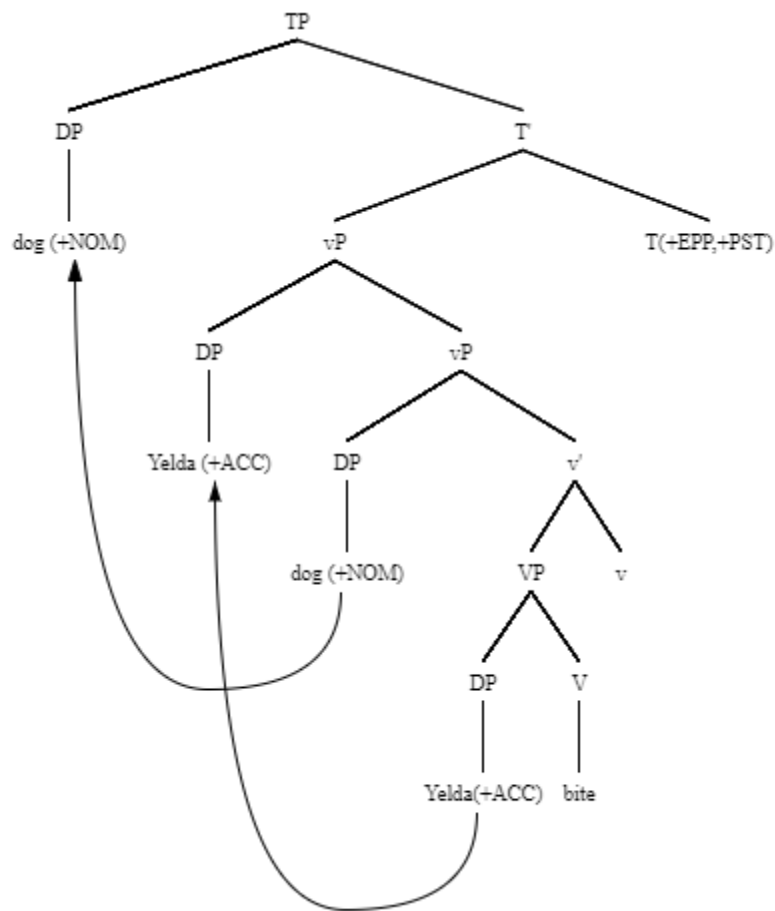 TP
DP T'
dog (+NOM) vP T(+EPP,+PST)
DP vP
Yelda (+ACC) DP v'
dog (+NOM) VP v
DP V
Yelda(+ACC) bite